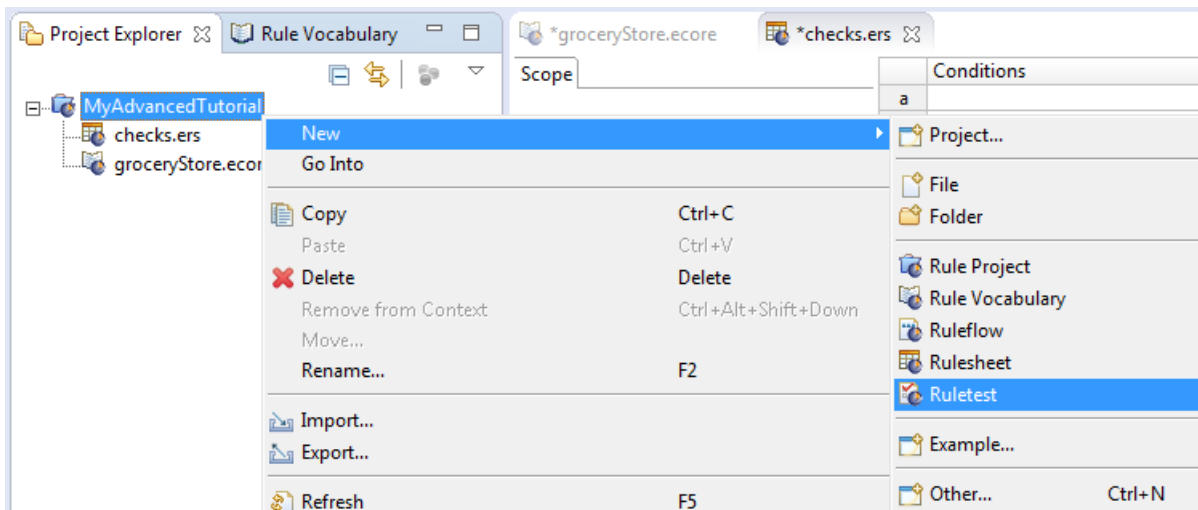 Project Explorer Rule Vocabulary *groceryStore.ecore *checks.ers
Scope Conditions
a
MyAdvancedTutorial
checks.ers
groceryStore.ecor
New
Go Into
Copy Ctrl+C
Paste Ctrl+V
Delete Delete
Remove from Context Ctrl+Alt+Shift+Down
Move...
Rename... F2
Import...
Export...
Refresh F5
Project...
File
Folder
Rule Project
Rule Vocabulary
Ruleflow
Rulesheet
Ruletest
Example...
Other... Ctrl+N